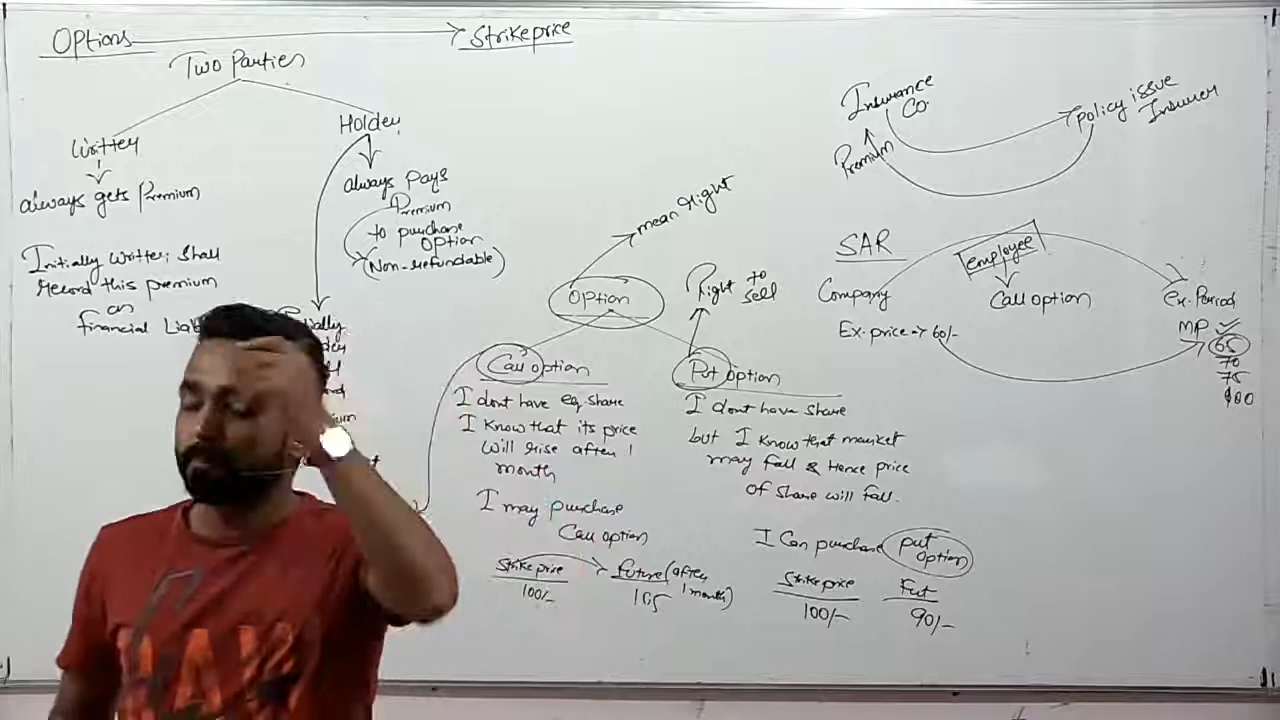 Options
Strike price
Two Parties
Writter
always gets Premium
Initially writter shall
record this premium
as
financial
Holder
always pays
Premium
to purchase
option
(Non-refundable)
mean right
Option
Call option
I dont have eq. share
I know that its price
will rise after 1
month
I may purchase
Call option
Strike price
100/-
future (after
1 month)
105
Right to
sell
Put option
I dont have share
but I know that market
may fall & Hence price
of share will fall.
I can purchase put
option
Strike price
100/-
Fut
90/-
Insurance
Co.
Policy issue
Insurer
Premium
SAR
Company
employee
Call option
Ex. Period
Ex. price → 60/-
MP
65
70
75